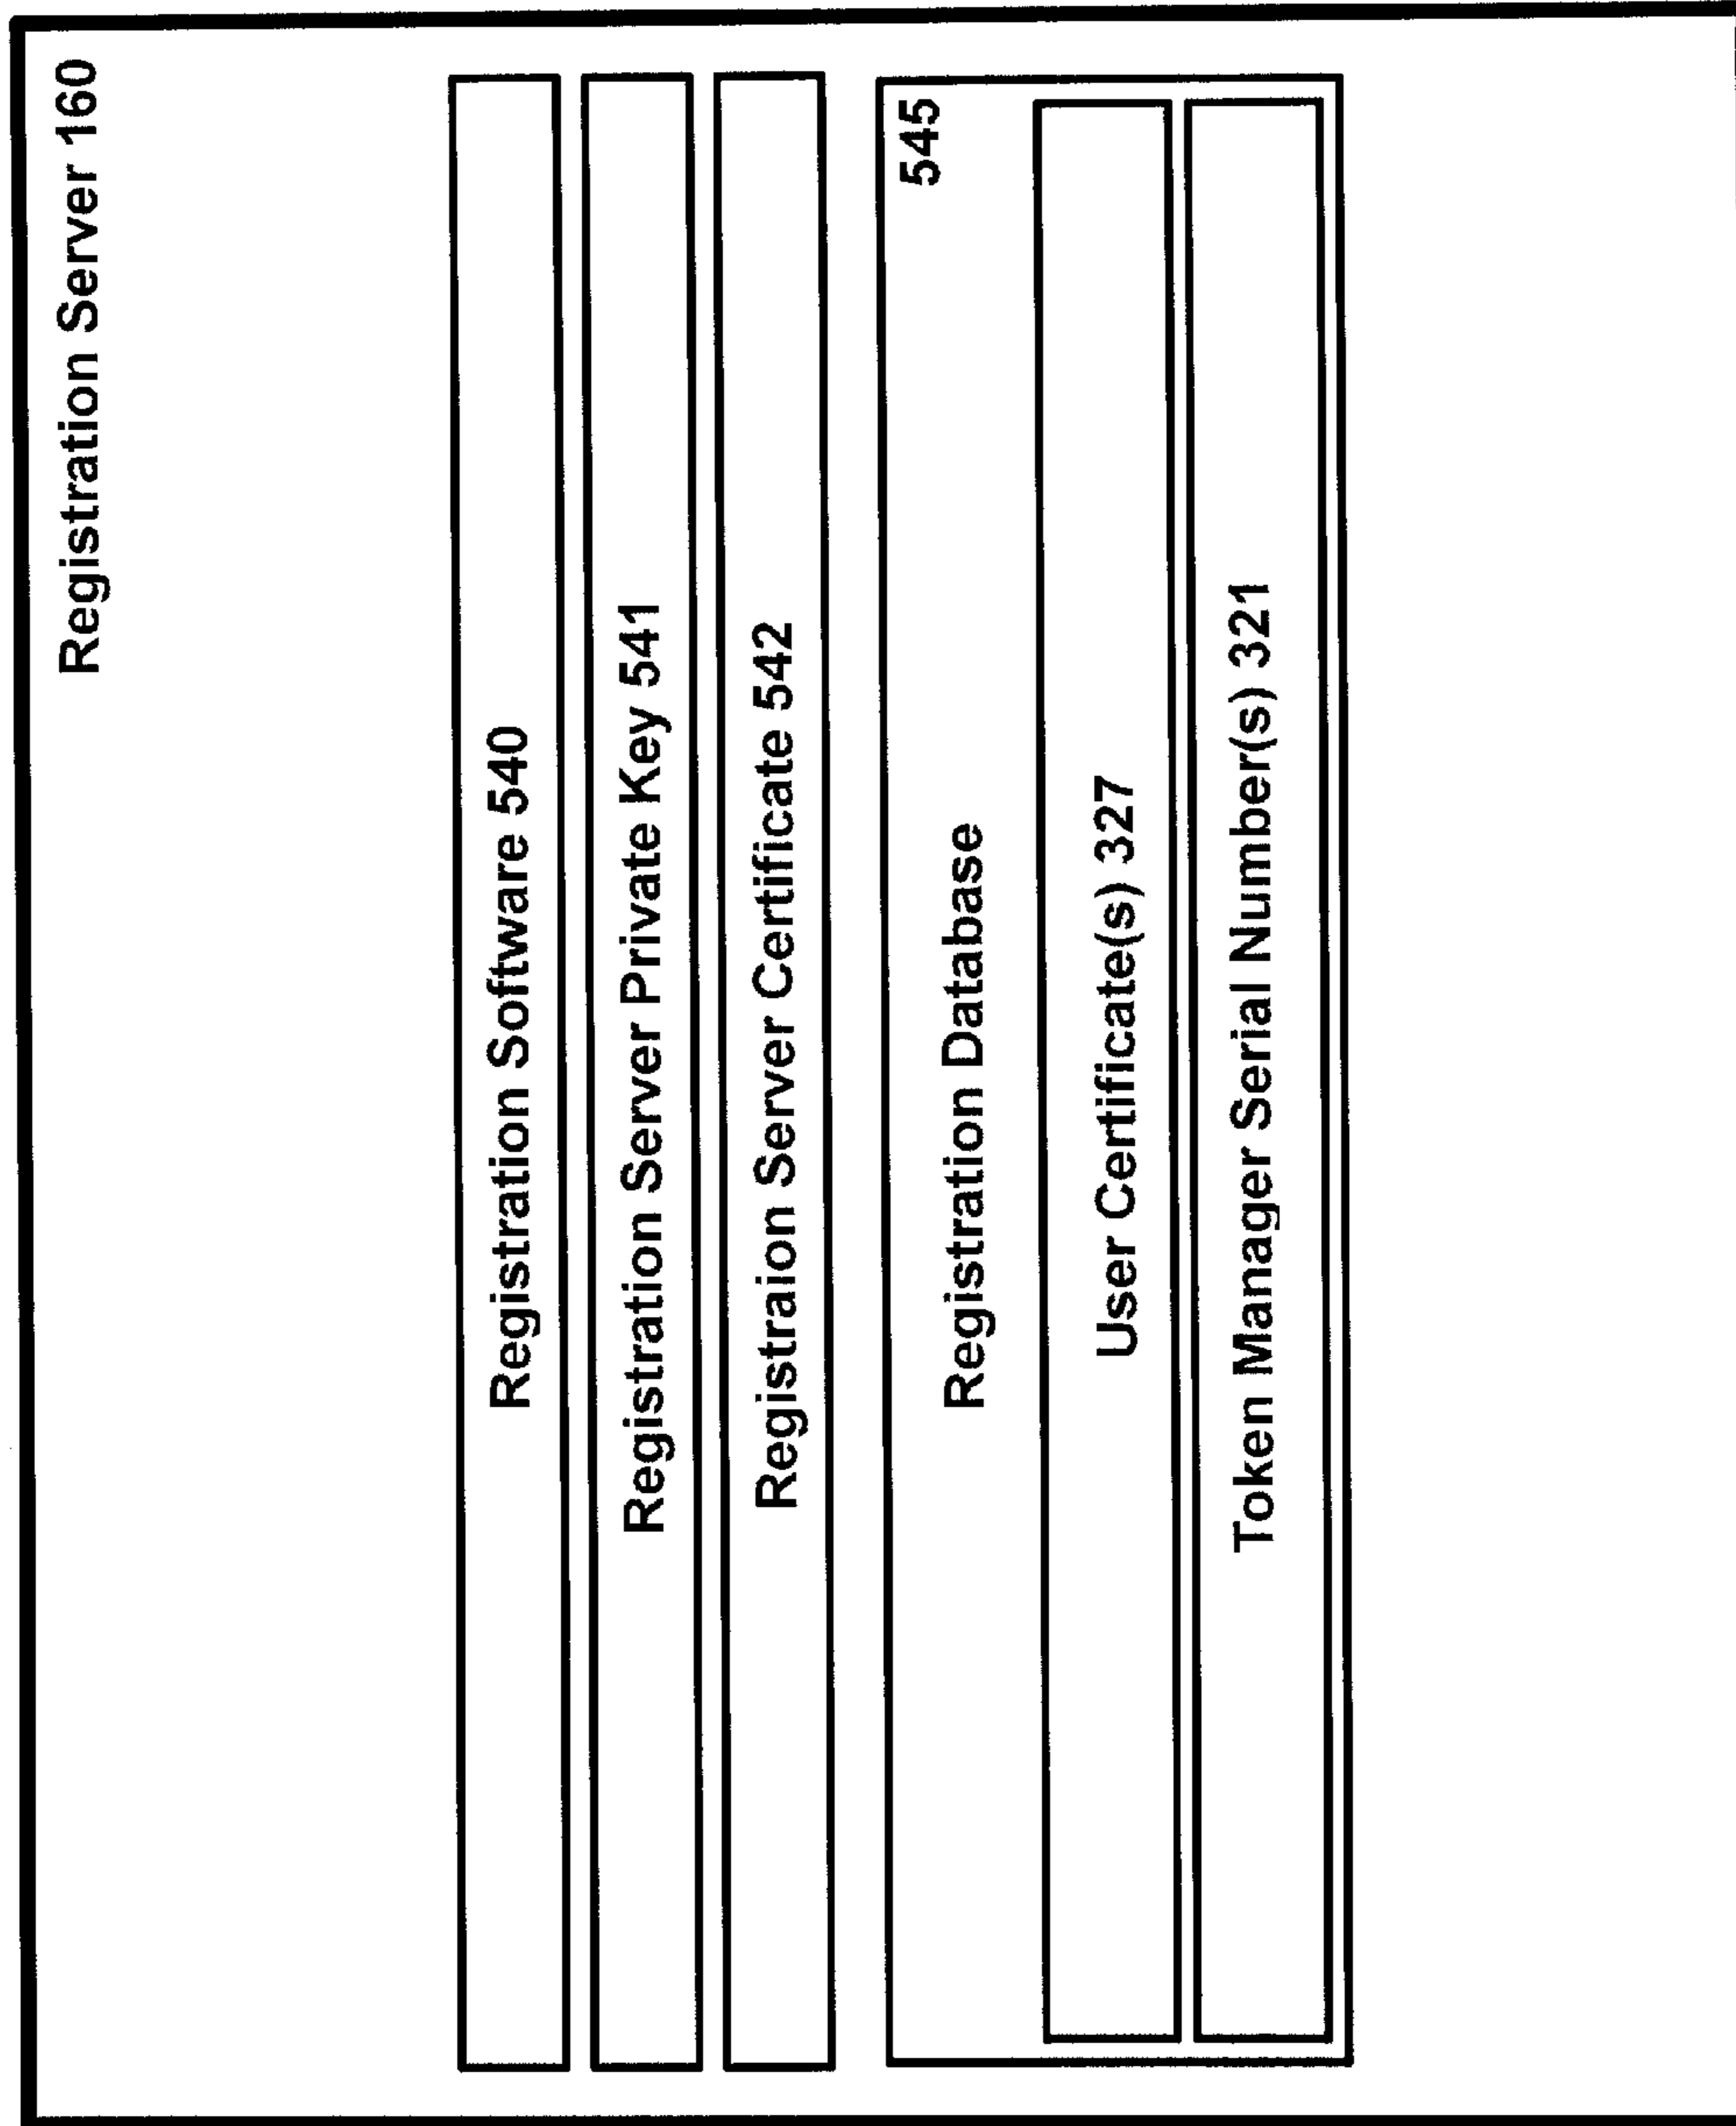 Registration Server 160
Registration Software 540
Registration Server Private Key 541
Registraion Server Certificate 542
545
Registration Database
User Certificate(s) 327
Token Manager Serial Number(s) 321